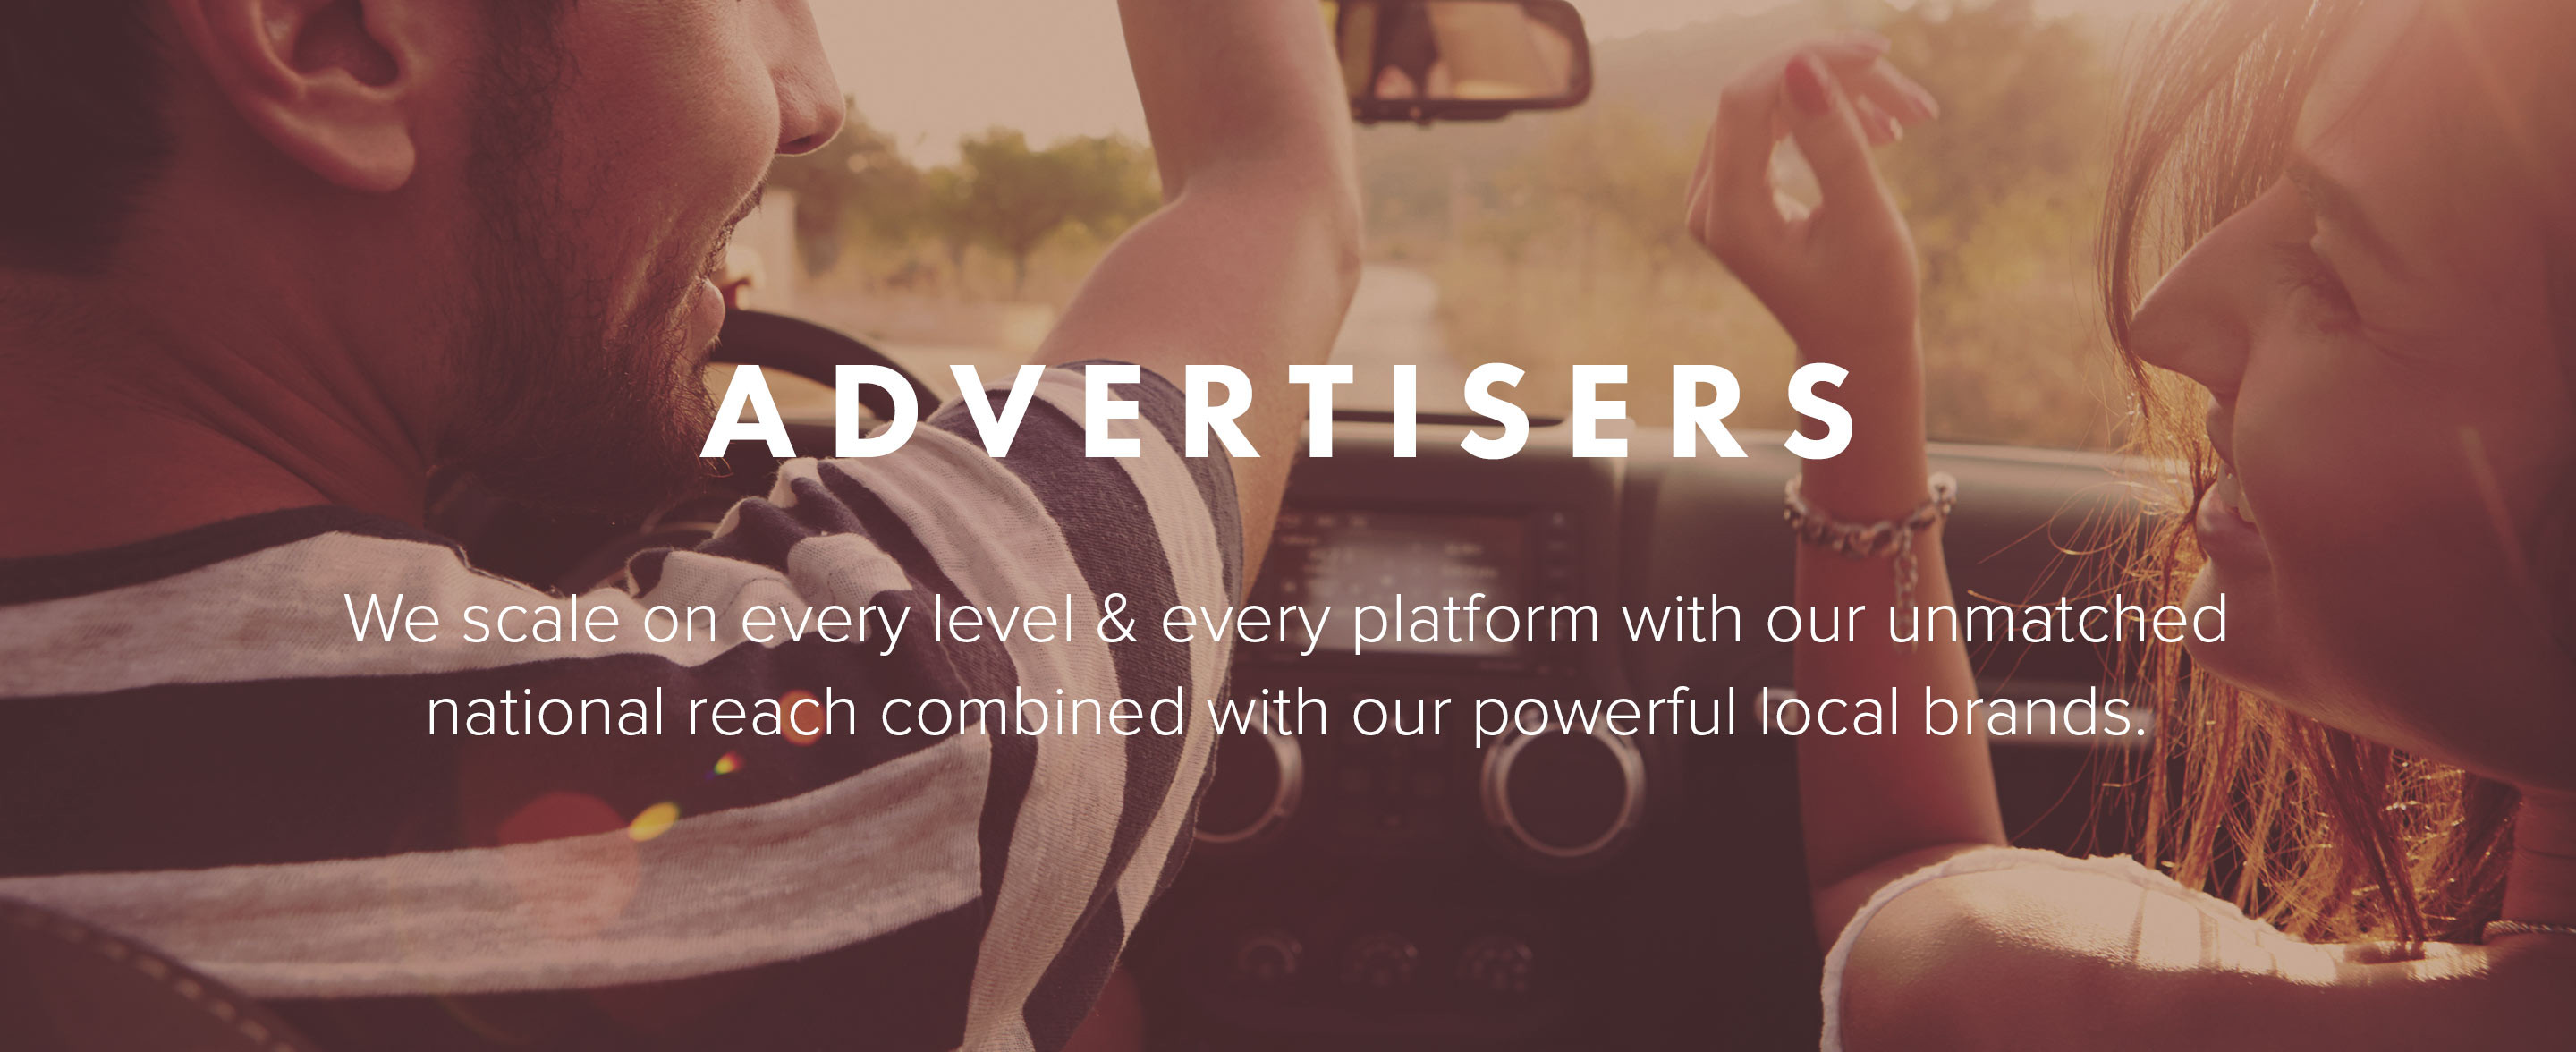 ADVERTISERS
We scale on every level & every platform with our unmatched
national reach combined with our powerful local brands.